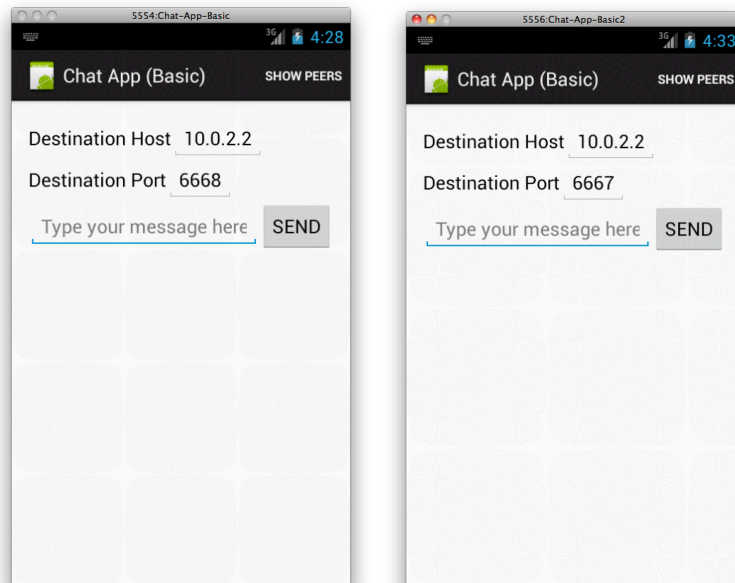 5554:Chat-App-Basic
3G 4:28
Chat App (Basic) SHOW PEERS
Destination Host 10.0.2.2
Destination Port 6668
Type your message here SEND
5556:Chat-App-Basic2
3G 4:33
Chat App (Basic) SHOW PEERS
Destination Host 10.0.2.2
Destination Port 6667
Type your message here SEND